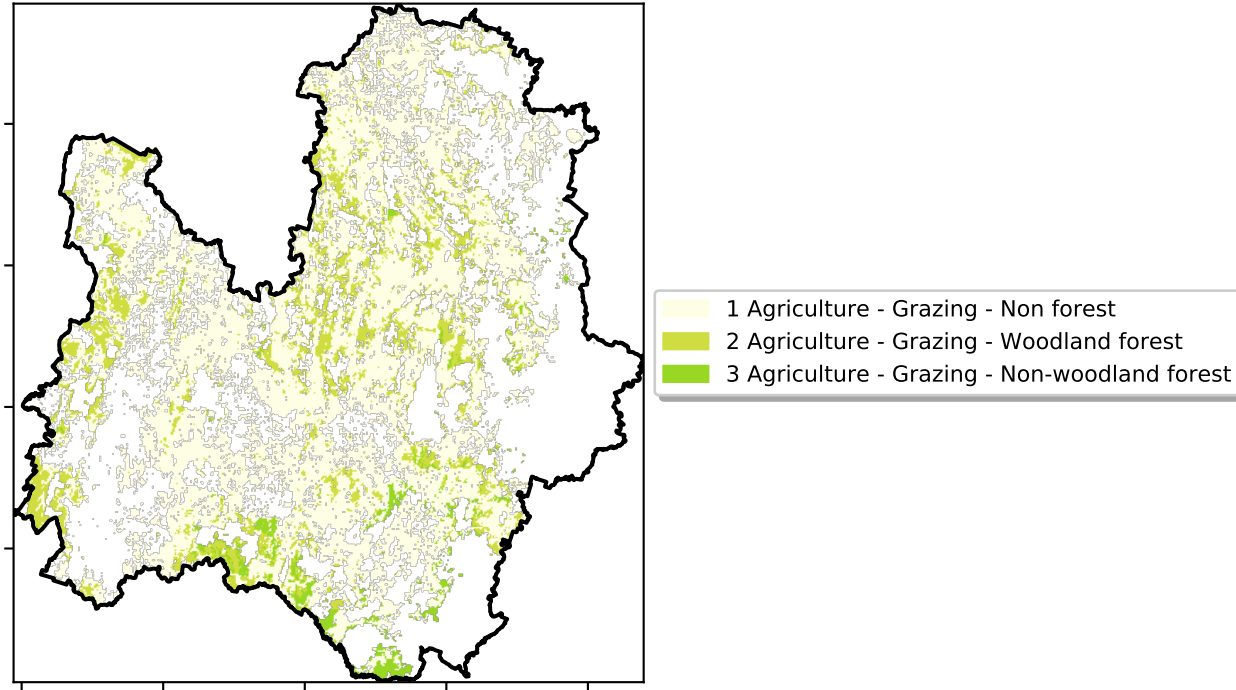 1 Agriculture - Grazing - Non forest
2 Agriculture - Grazing - Woodland forest
3 Agriculture - Grazing - Non-woodland forest